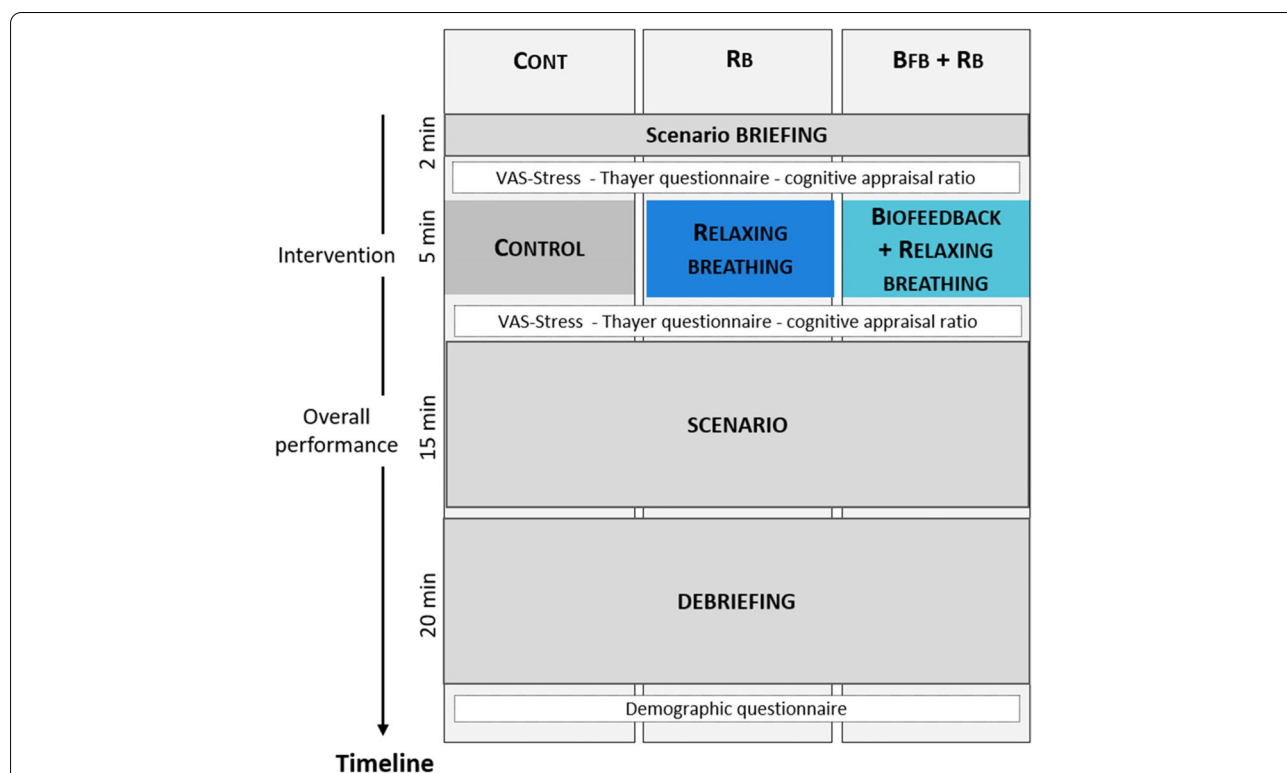 CONT
RB
BFB + RB
2 min
Scenario BRIEFING
VAS-Stress - Thayer questionnaire - cognitive appraisal ratio
Intervention
5 min
CONTROL
RELAXING
BREATHING
BIOFEEDBACK
+ RELAXING
BREATHING
VAS-Stress - Thayer questionnaire - cognitive appraisal ratio
Overall
performance
15 min
SCENARIO
20 min
DEBRIEFING
Demographic questionnaire
Timeline